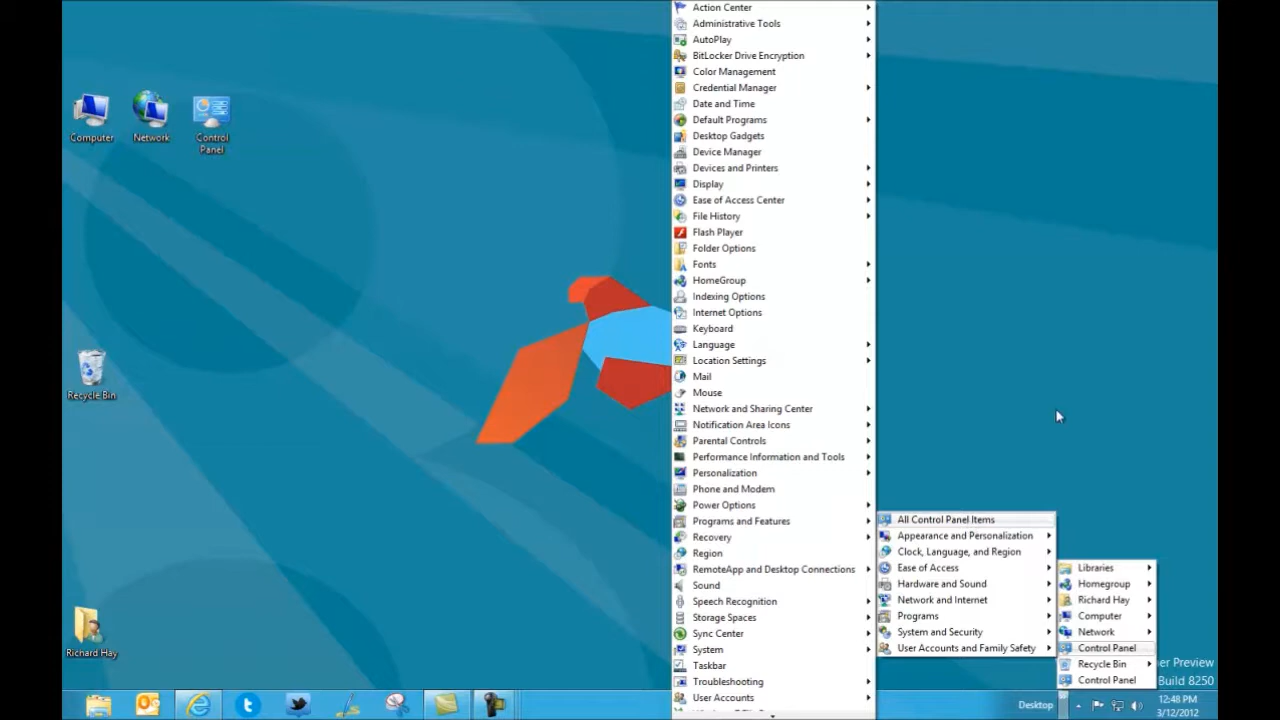 Computer
Network
Control
Panel
Recycle Bin
Richard Hay
Action Center
Administrative Tools
AutoPlay
BitLocker Drive Encryption
Color Management
Credential Manager
Date and Time
Default Programs
Desktop Gadgets
Device Manager
Devices and Printers
Display
Ease of Access Center
File History
Flash Player
Folder Options
Fonts
HomeGroup
Indexing Options
Internet Options
Keyboard
Language
Location Settings
Mail
Mouse
Network and Sharing Center
Notification Area Icons
Parental Controls
Performance Information and Tools
Personalization
Phone and Modem
Power Options
Programs and Features
Recovery
Region
RemoteApp and Desktop Connections
Sound
Speech Recognition
Storage Spaces
Sync Center
System
Taskbar
Troubleshooting
User Accounts
All Control Panel Items
Appearance and Personalization
Clock, Language, and Region
Ease of Access
Hardware and Sound
Network and Internet
Programs
System and Security
User Accounts and Family Safety
Libraries
Homegroup
Richard Hay
Computer
Network
Control Panel
Recycle Bin
Control Panel
er Preview
Build 8250
Desktop
12:48 PM
3/12/2012